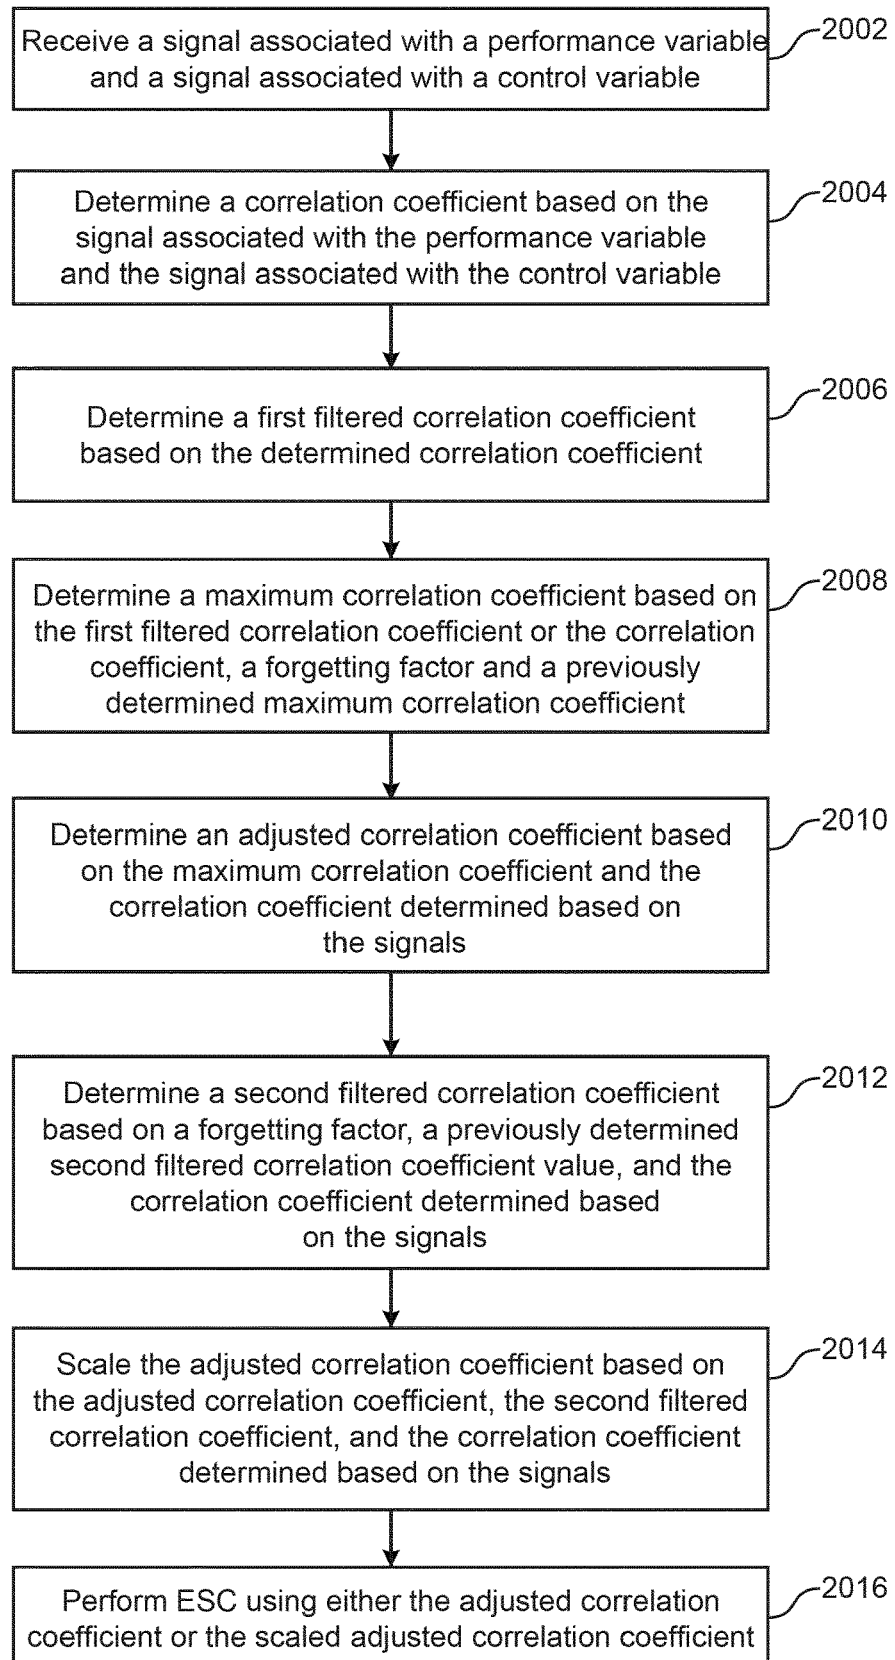 Receive a signal associated with a performance variable
and a signal associated with a control variable
2002
Determine a correlation coefficient based on the
signal associated with the performance variable
and the signal associated with the control variable
2004
Determine a first filtered correlation coefficient
based on the determined correlation coefficient
2006
Determine a maximum correlation coefficient based on
the first filtered correlation coefficient or the correlation
coefficient, a forgetting factor and a previously
determined maximum correlation coefficient
2008
Determine an adjusted correlation coefficient based
on the maximum correlation coefficient and the
correlation coefficient determined based on
the signals
2010
Determine a second filtered correlation coefficient
based on a forgetting factor, a previously determined
second filtered correlation coefficient value, and the
correlation coefficient determined based
on the signals
2012
Scale the adjusted correlation coefficient based on
the adjusted correlation coefficient, the second filtered
correlation coefficient, and the correlation coefficient
determined based on the signals
2014
Perform ESC using either the adjusted correlation
coefficient or the scaled adjusted correlation coefficient
2016